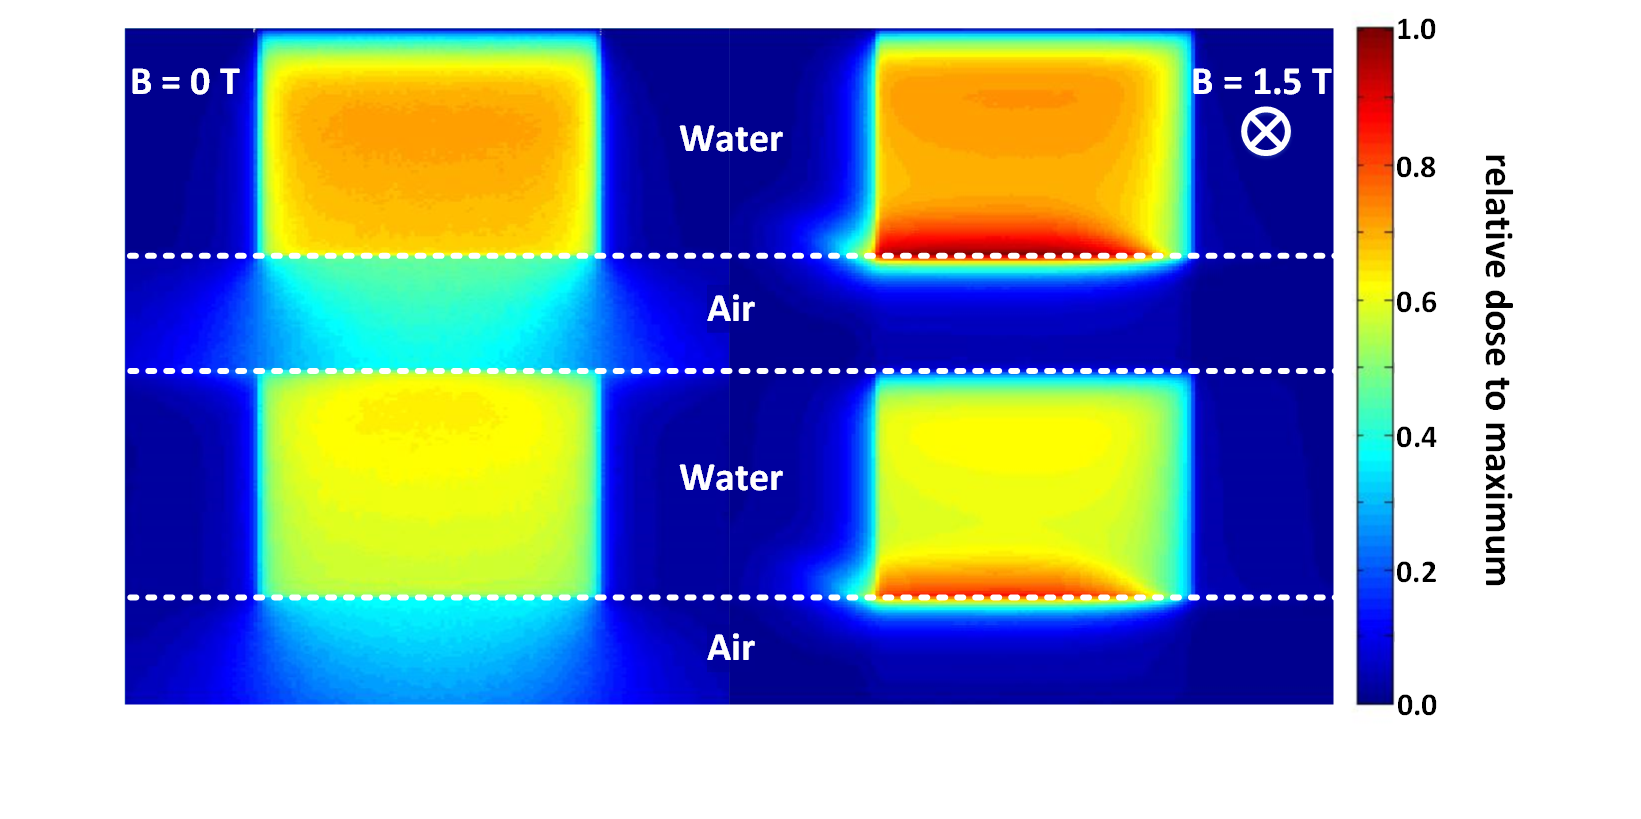 B = 0 T
B = 1.5 T
Water
Air
Water
Air
1.0
0.8
0.6
0.4
0.2
0.0
relative dose to maximum